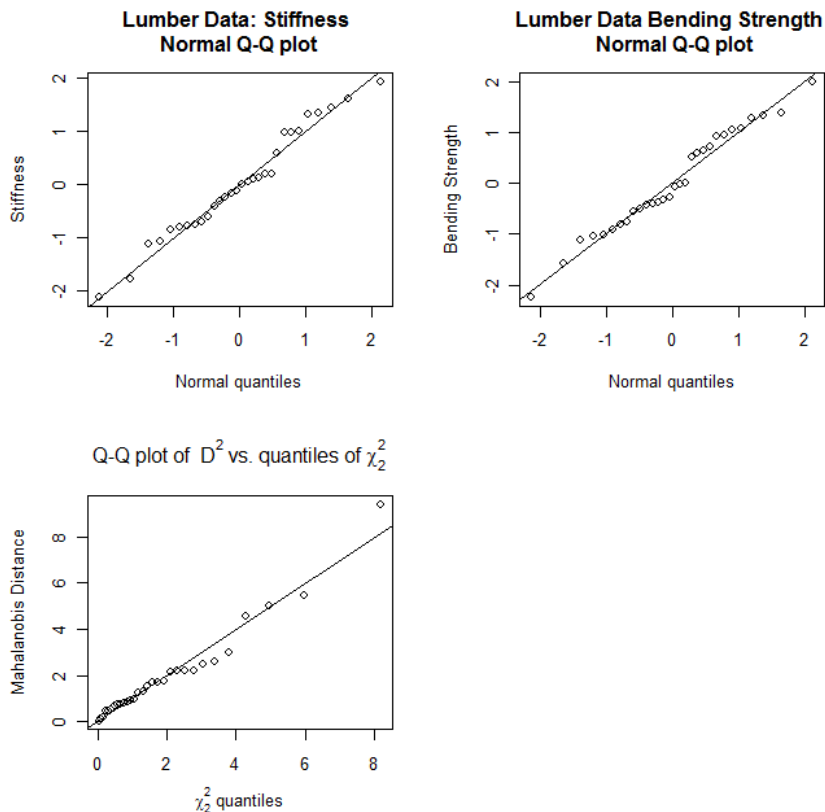 Lumber Data: Stiffness
Normal Q-Q plot
Stiffness
2
1
0
-1
-2
-2 -1 0 1 2
Normal quantiles
Lumber Data Bending Strength
Normal Q-Q plot
Bending Strength
2
1
0
-1
-2
-2 -1 0 1 2
Normal quantiles
Q-Q plot of D² vs. quantiles of χ²₂
Mahalanobis Distance
8
6
4
2
0
0 2 4 6 8
χ²₂ quantiles